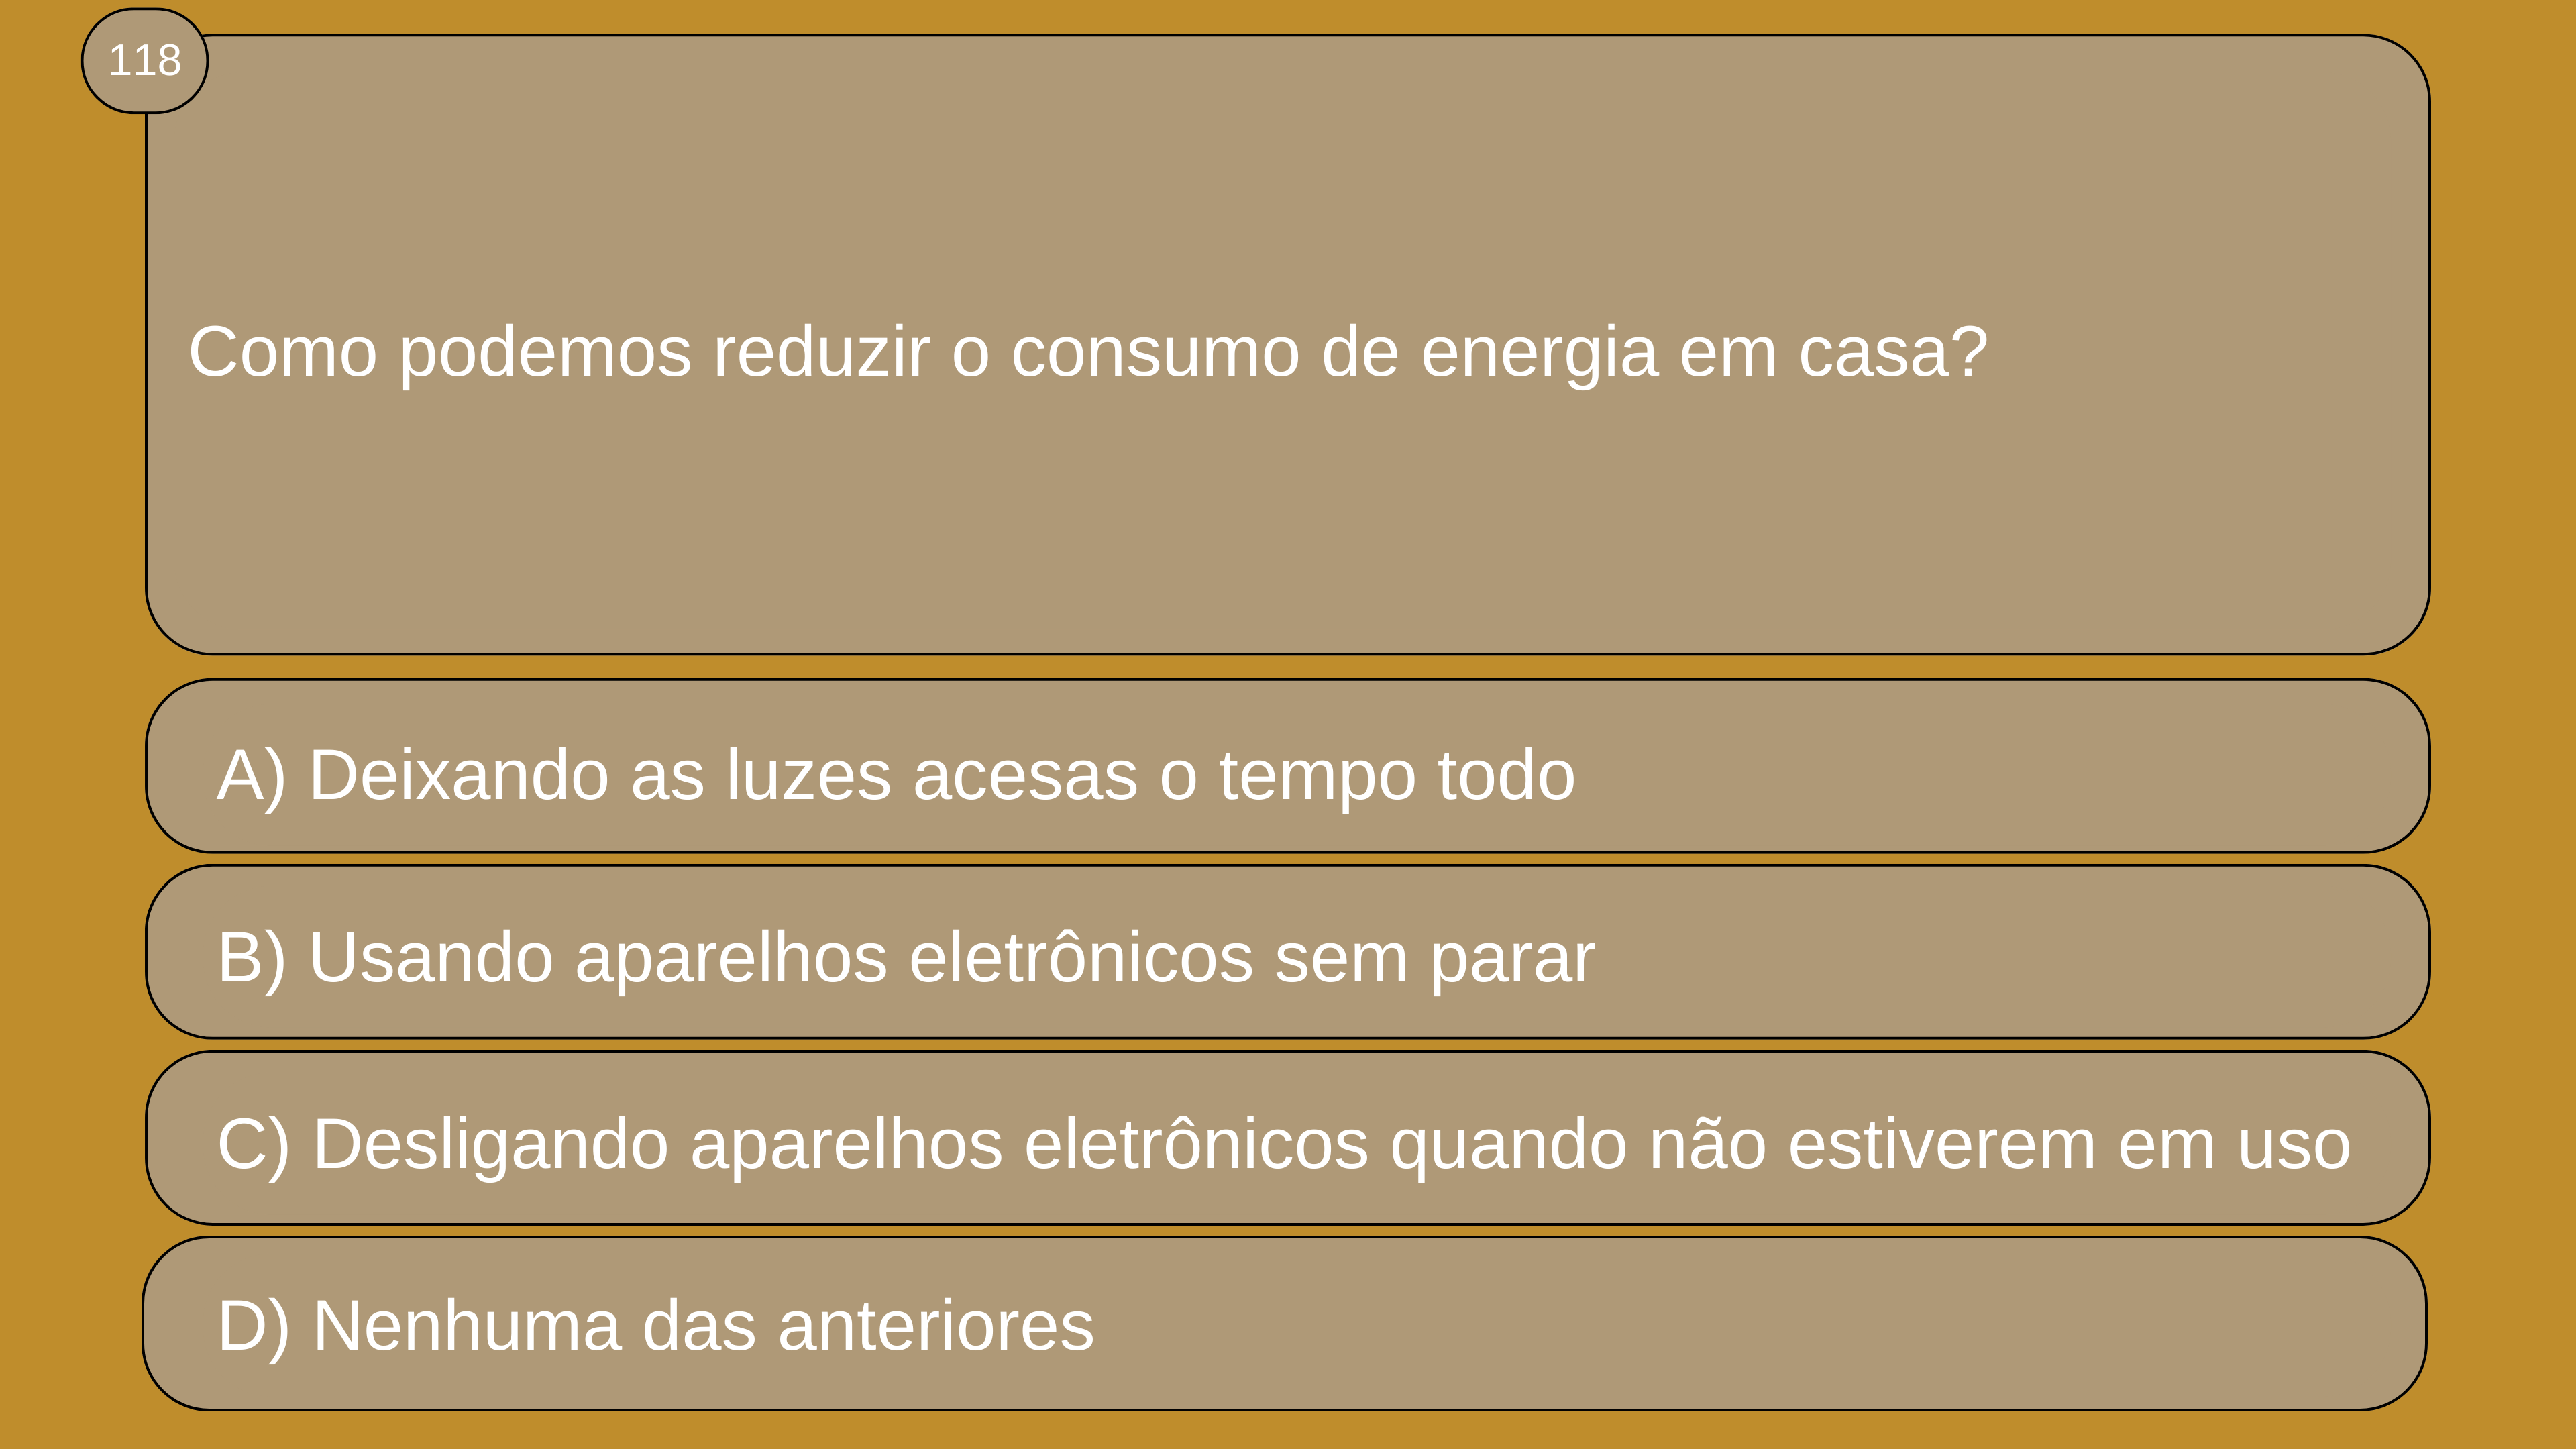 118
Como podemos reduzir o consumo de energia em casa?
A) Deixando as luzes acesas o tempo todo
B) Usando aparelhos eletrônicos sem parar
C) Desligando aparelhos eletrônicos quando não estiverem em uso
D) Nenhuma das anteriores